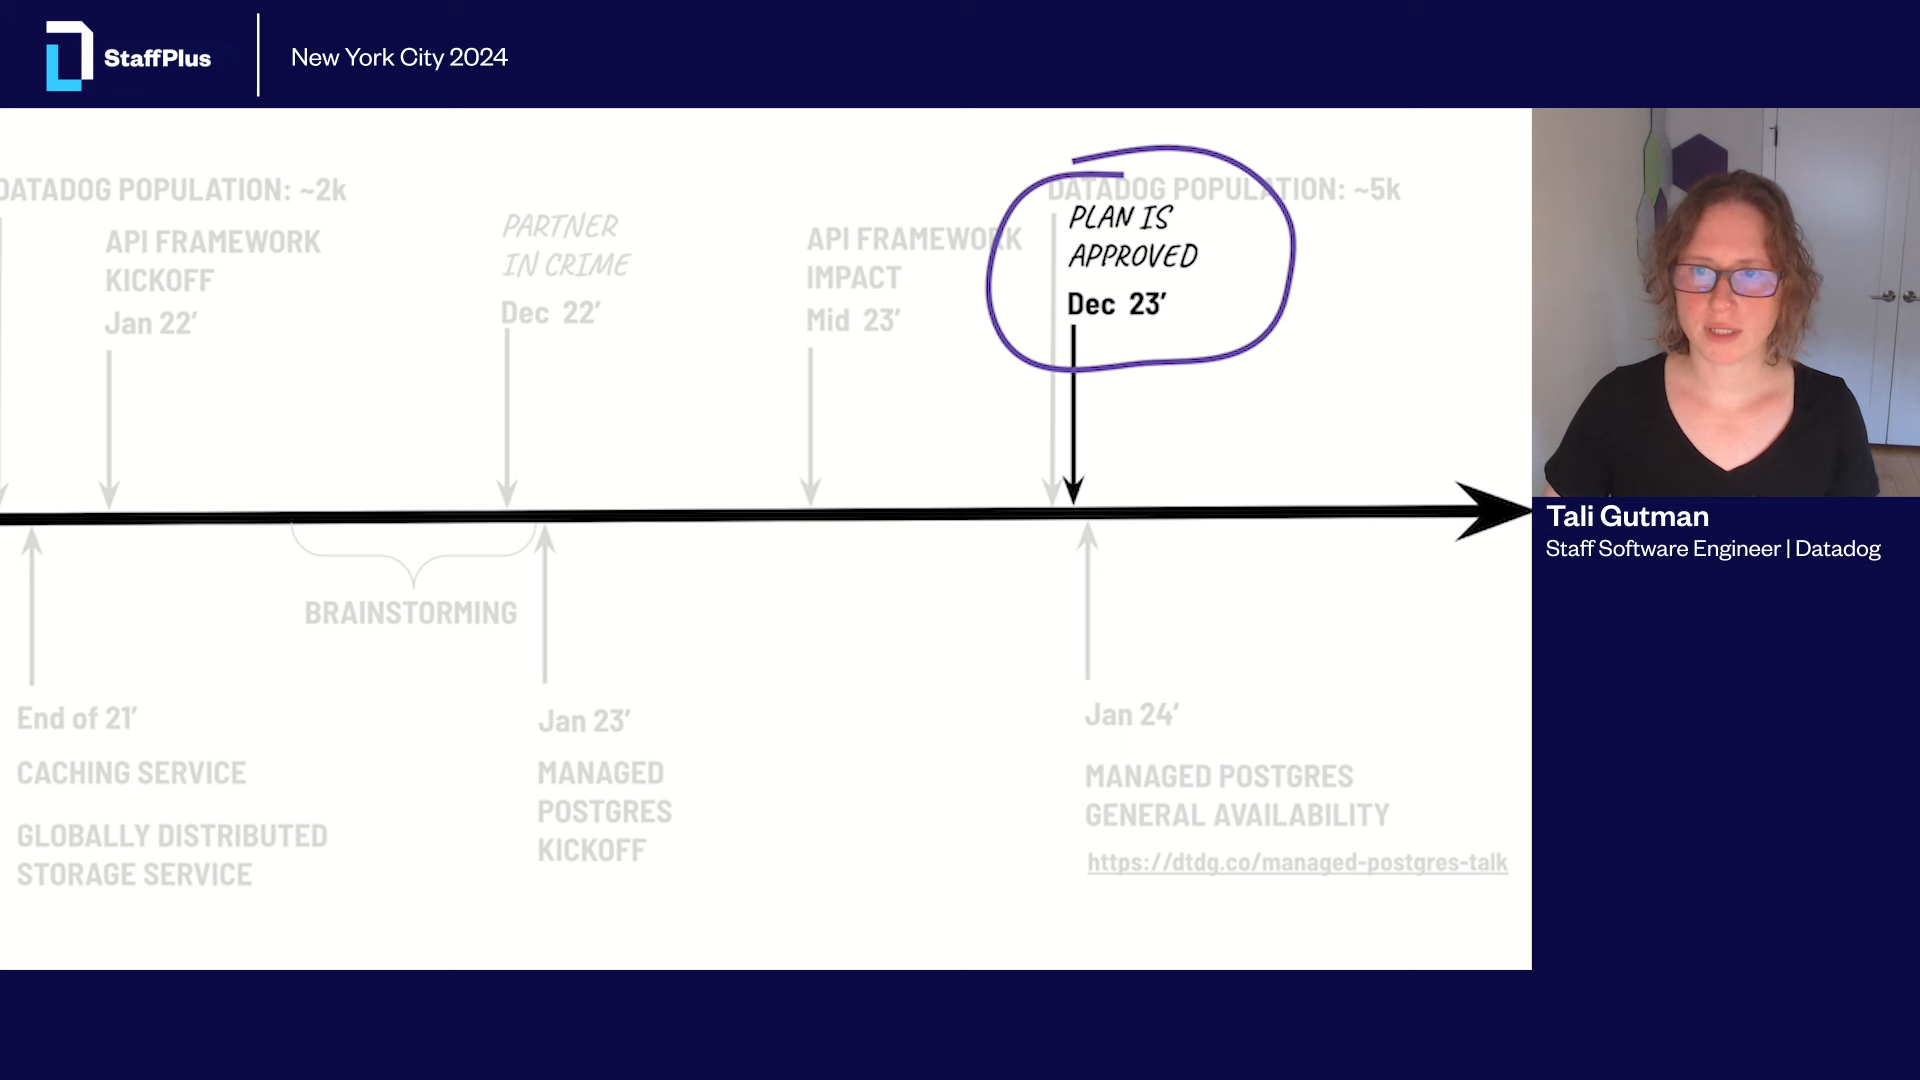 StaffPlus
New York City 2024
DATADOG POPULATION: ~2k
API FRAMEWORK
KICKOFF
Jan 22’
PARTNER
IN CRIME
Dec 22’
API FRAMEWORK
IMPACT
Mid 23’
DATADOG POPULATION: ~5k
PLAN IS
APPROVED
Dec 23’
BRAINSTORMING
End of 21’
CACHING SERVICE
GLOBALLY DISTRIBUTED
STORAGE SERVICE
Jan 23’
MANAGED
POSTGRES
KICKOFF
Jan 24’
MANAGED POSTGRES
GENERAL AVAILABILITY
https://dtdg.co/managed-postgres-talk
Tali Gutman
Staff Software Engineer | Datadog